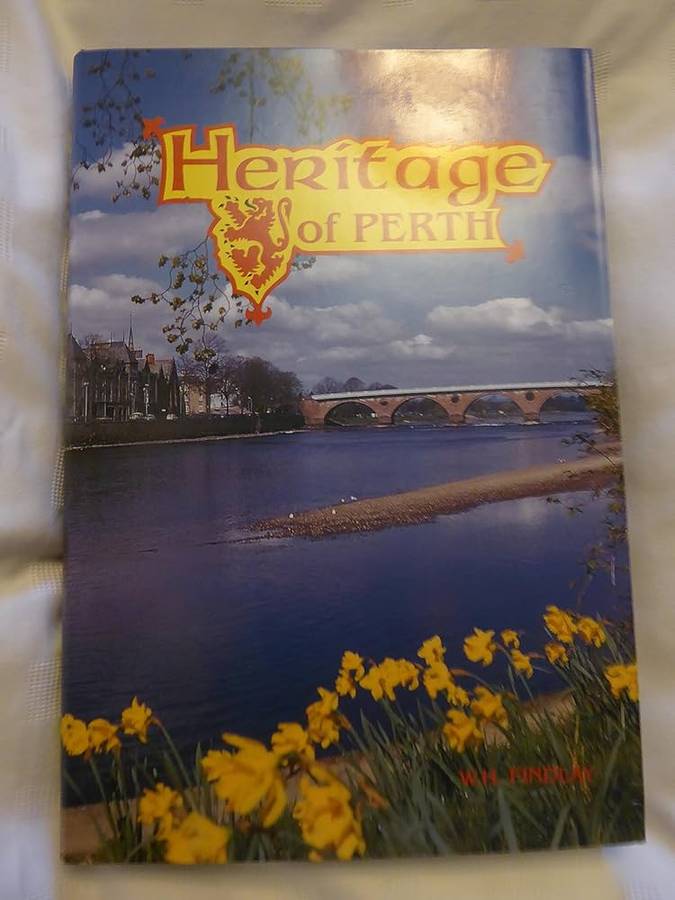 Heritage
of PERTH
W.H. FINDLAY